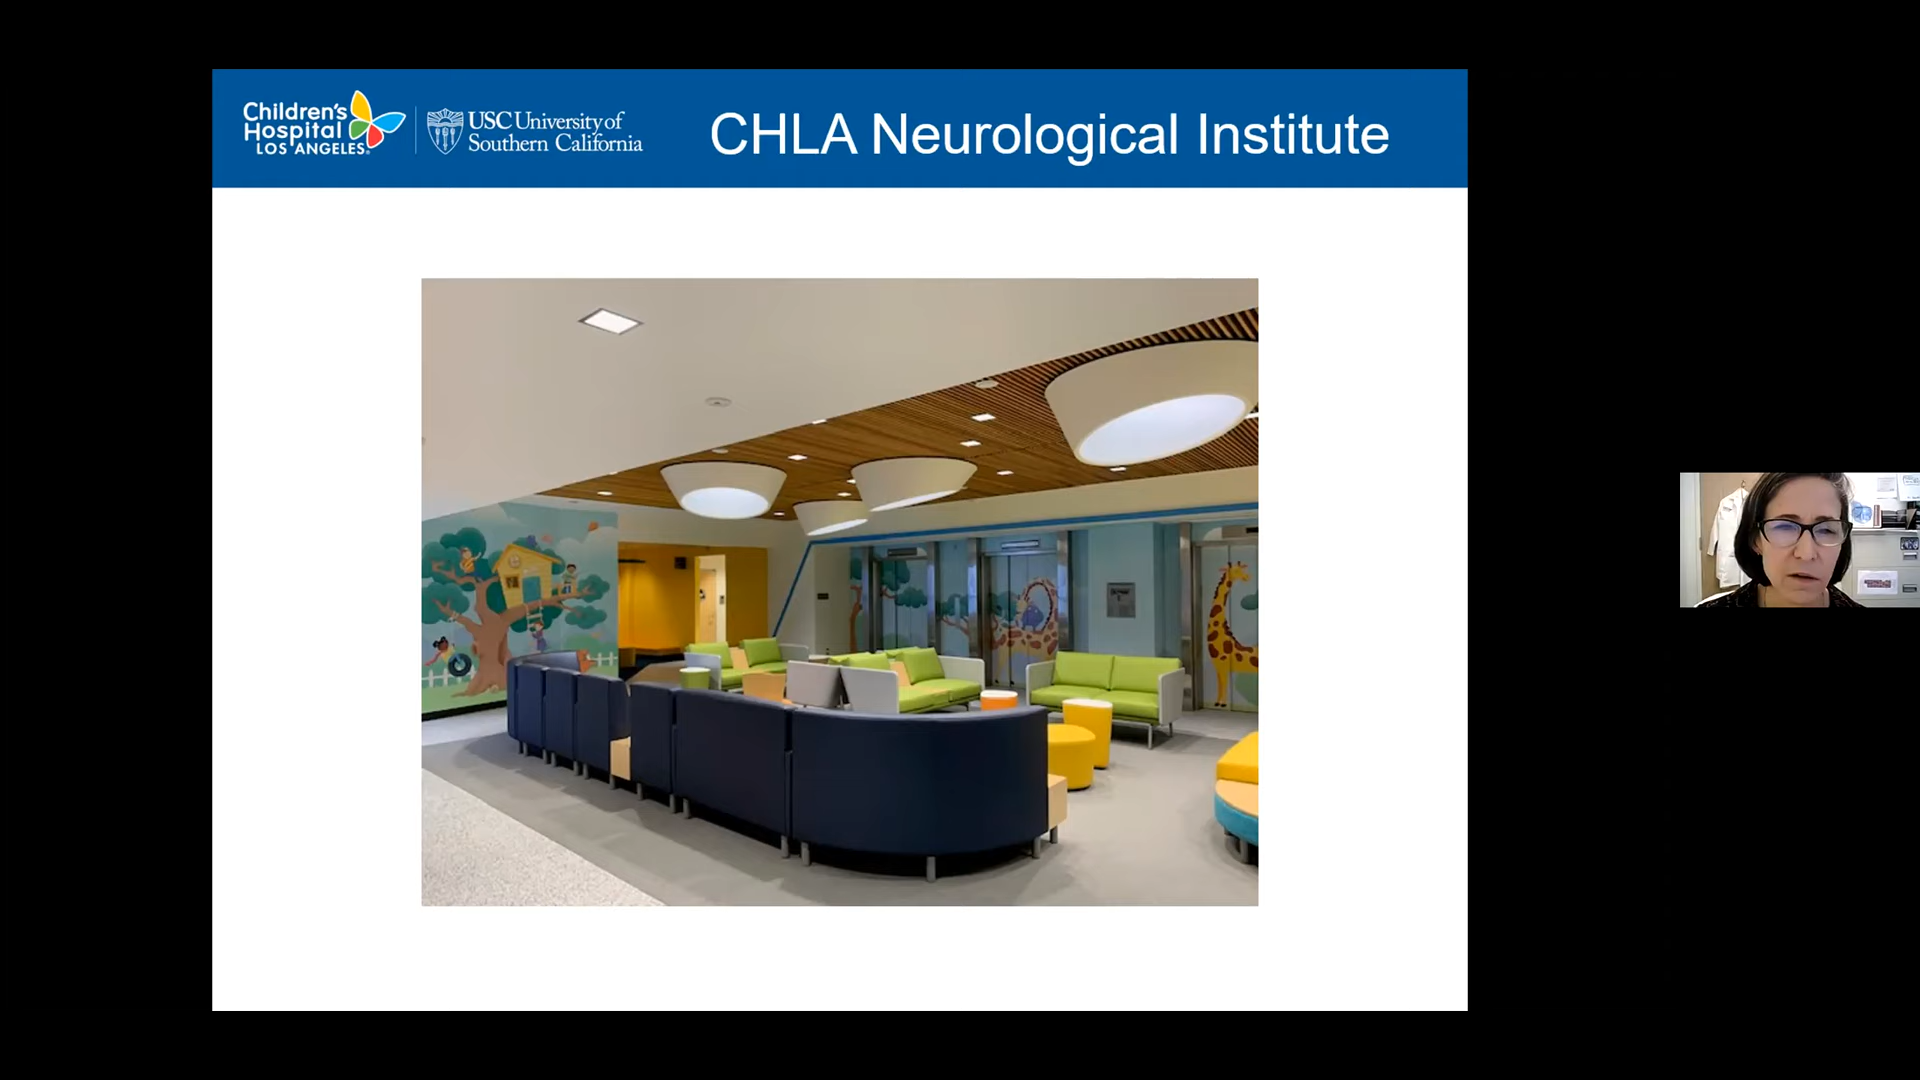 Children's
Hospital
LOS ANGELES®
USC University of
Southern California
CHLA Neurological Institute